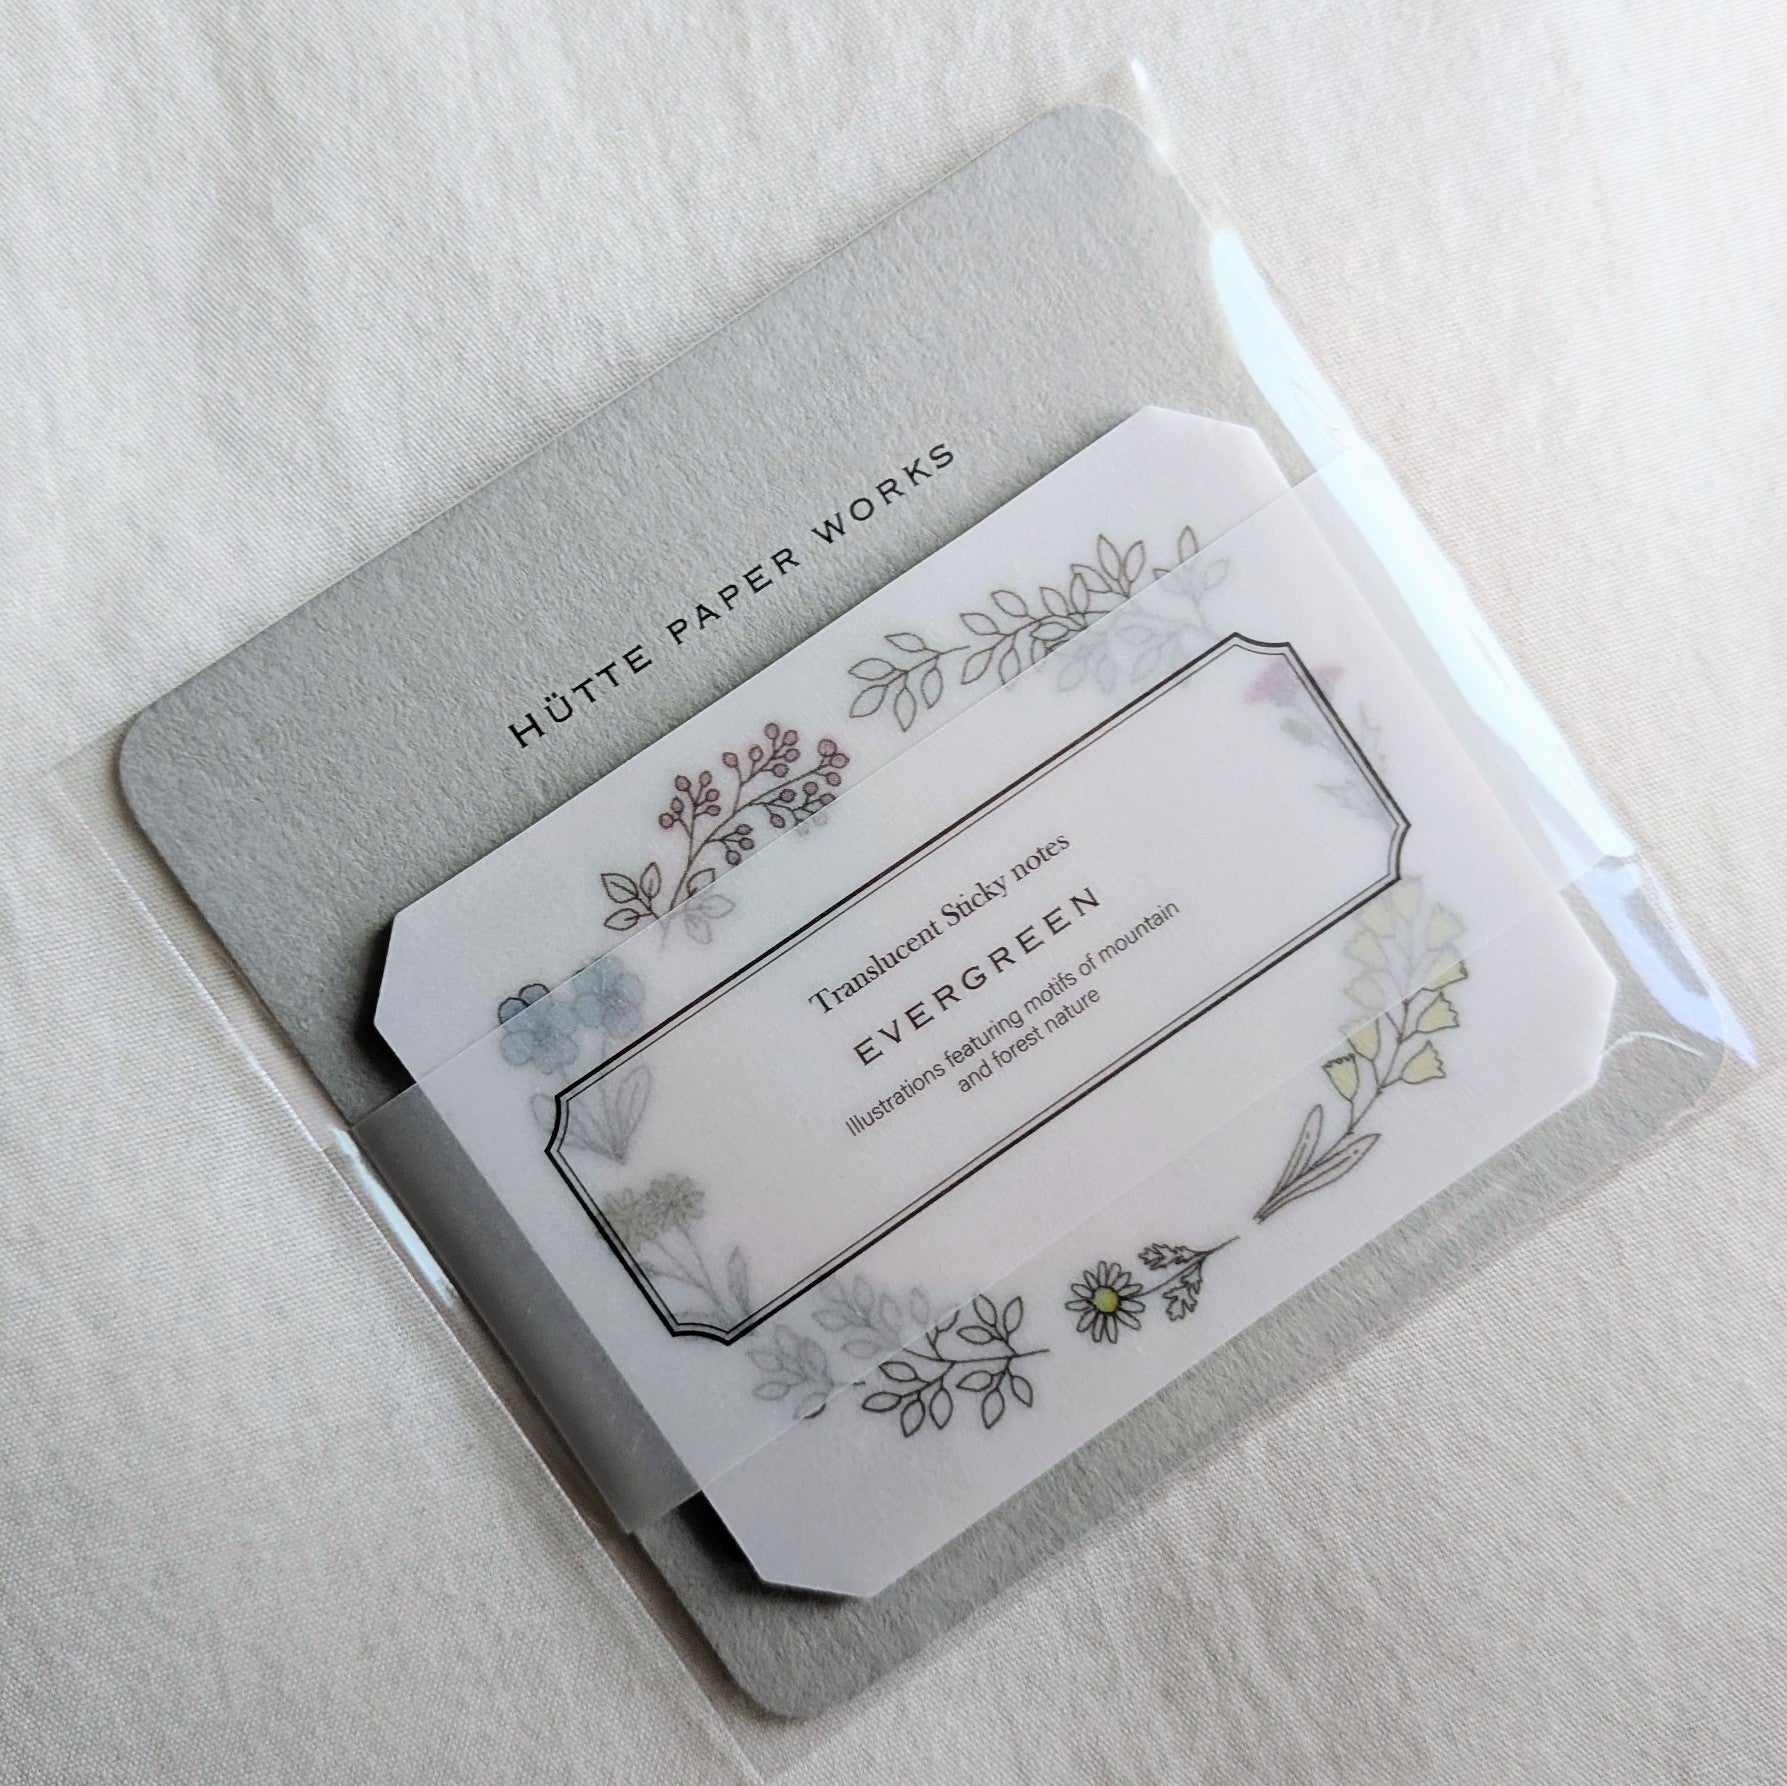 HÜTTE PAPER WORKS
Translucent Sticky notes
EVERGREEN
Illustrations featuring motifs of mountain
and forest nature